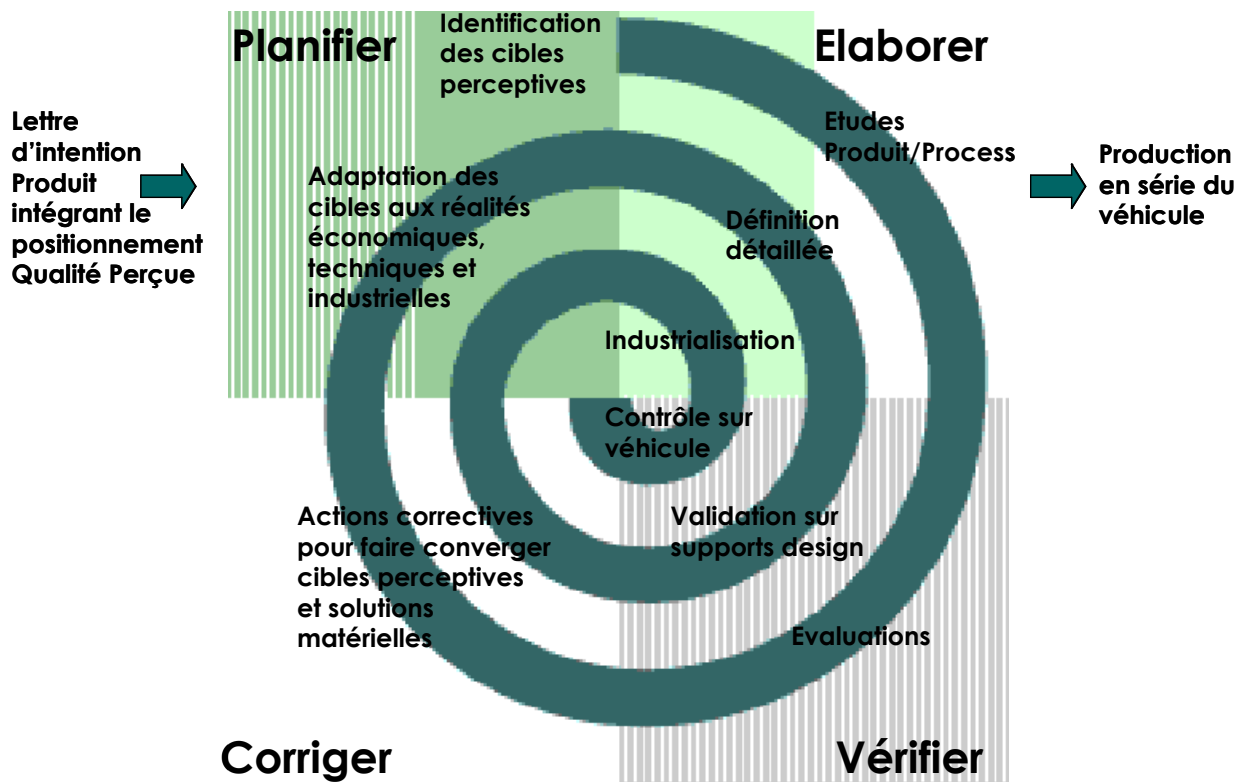 Planifier
Identification
des cibles
perceptives
Elaborer
Lettre
d'intention
Produit
intégrant le
positionnement
Qualité Perçue
Adaptation des
cibles aux réalités
économiques,
techniques et
industrielles
Etudes
Produit/Process
Définition
détaillée
Industrialisation
Production
en série du
véhicule
Contrôle sur
véhicule
Actions correctives
pour faire converger
cibles perceptives
et solutions
matérielles
Validation sur
supports design
Evaluations
Corriger
Vérifier